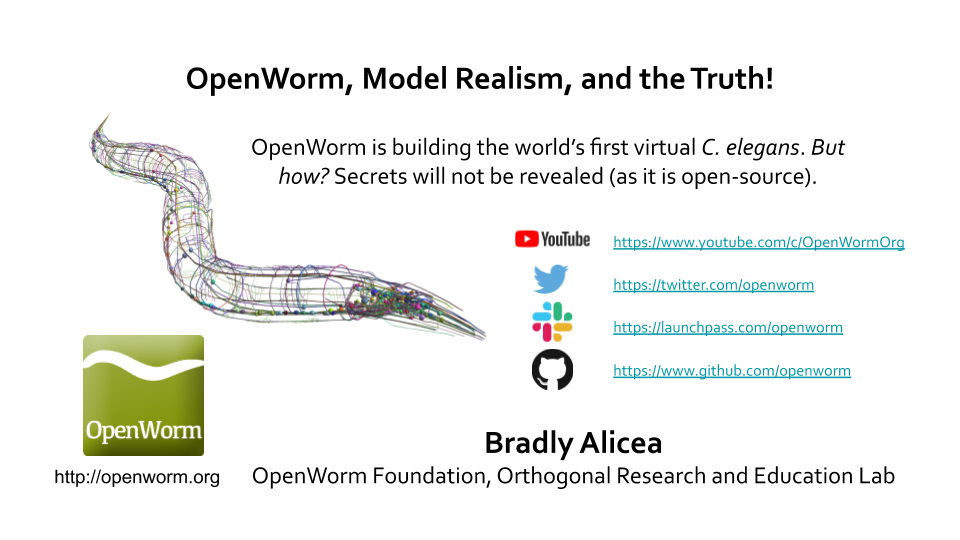 OpenWorm, Model Realism, and the Truth!
OpenWorm is building the world's first virtual C. elegans. But
how? Secrets will not be revealed (as it is open-source).
YouTube
https://www.youtube.com/c/OpenWormOrg
https://twitter.com/openworm
https://launchpass.com/openworm
https://www.github.com/openworm
OpenWorm
http://openworm.org
Bradly Alicea
OpenWorm Foundation, Orthogonal Research and Education Lab